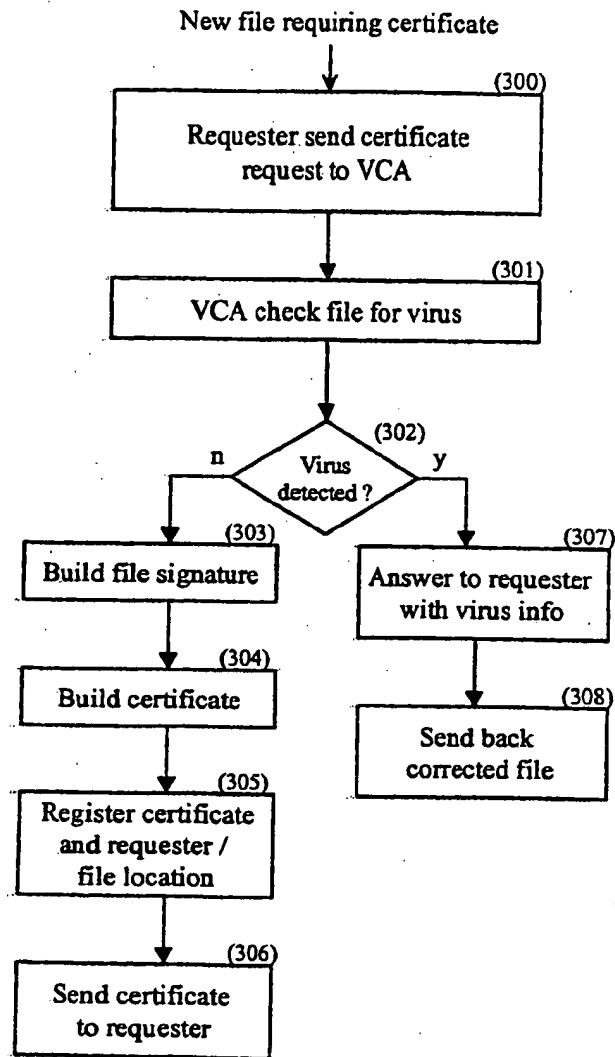 New file requiring certificate
(300)
Requester send certificate
request to VCA
(301)
VCA check file for virus
(302)
n
Virus
detected ?
y
(303)
Build file signature
(304)
Build certificate
(305)
Register certificate
and requester /
file location
(306)
Send certificate
to requester
(307)
Answer to requester
with virus info
(308)
Send back
corrected file